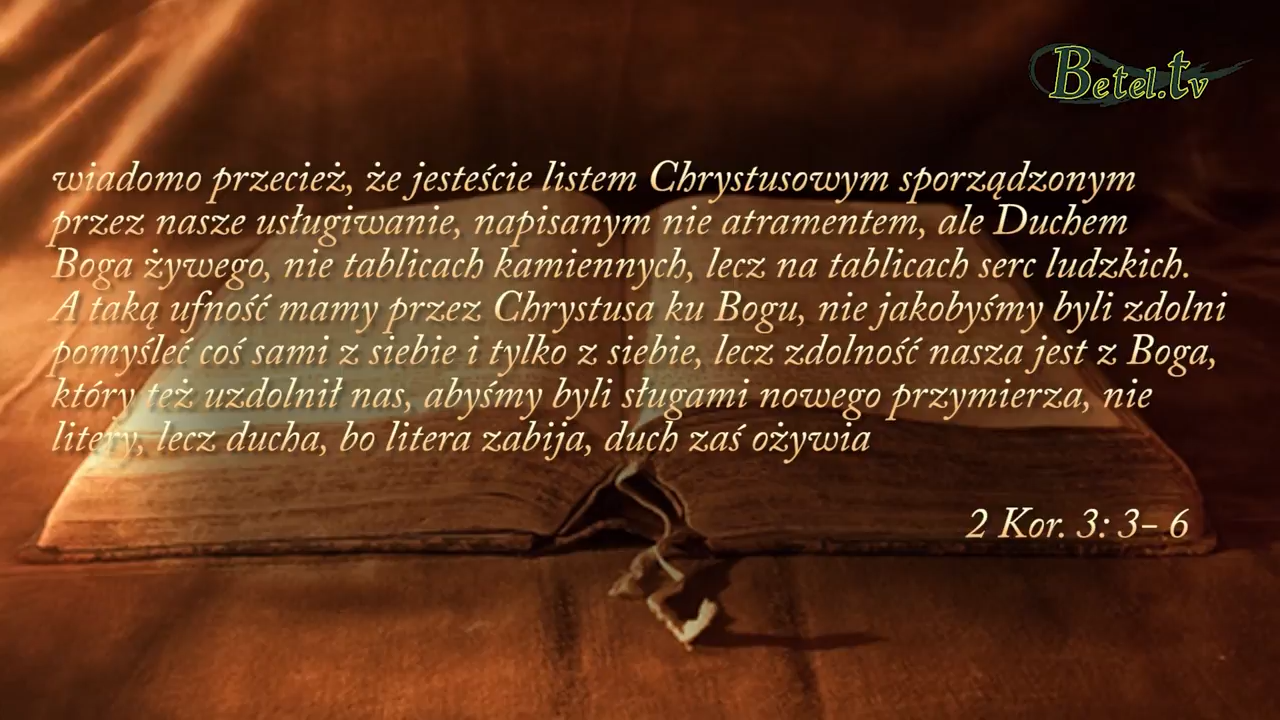 Betel.tv
wiadomo przecież, że jesteście listem Chrystusowym sporządzonym
przez nasze usługiwanie, napisanym nie atramentem, ale Duchem
Boga żywego, nie tablicach kamiennych, lecz na tablicach serc ludzkich.
A taką ufność mamy przez Chrystusa ku Bogu, nie jakobyśmy byli zdolni
pomyśleć coś sami z siebie i tylko z siebie, lecz zdolność nasza jest z Boga,
który też uzdolnił nas, abyśmy byli sługami nowego przymierza, nie
litery, lecz ducha, bo litera zabija, duch zaś ożywia
2 Kor. 3: 3- 6